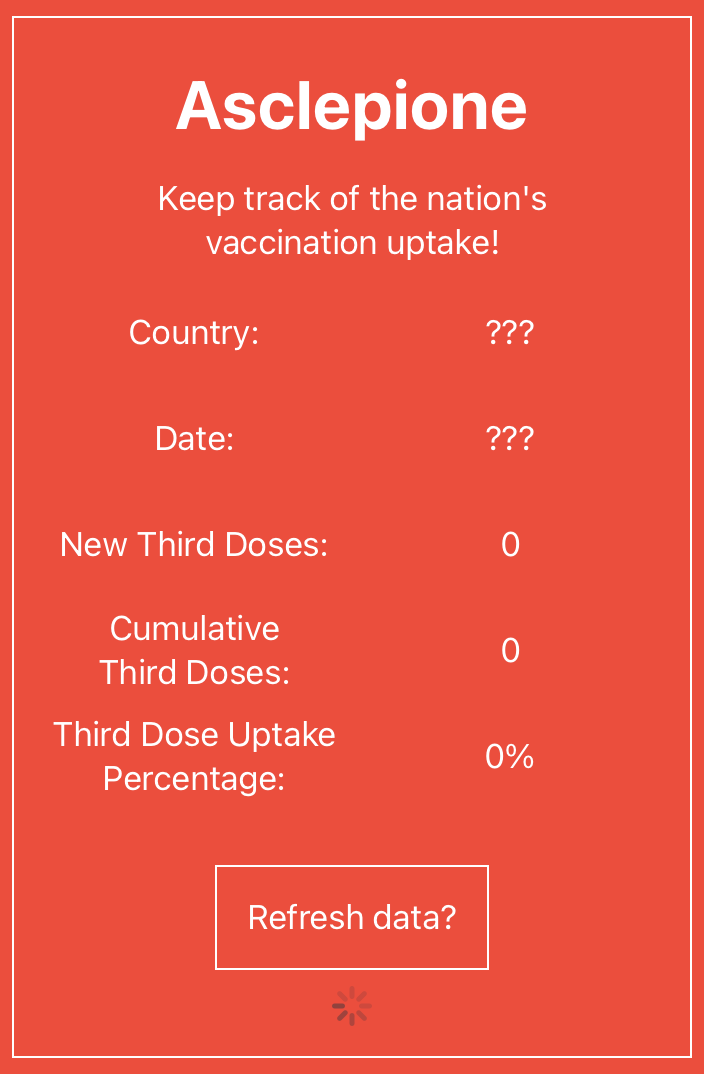 Asclepione
Keep track of the nation's
vaccination uptake!
Country: ???
Date: ???
New Third Doses: 0
Cumulative
Third Doses: 0
Third Dose Uptake
Percentage: 0%
Refresh data?